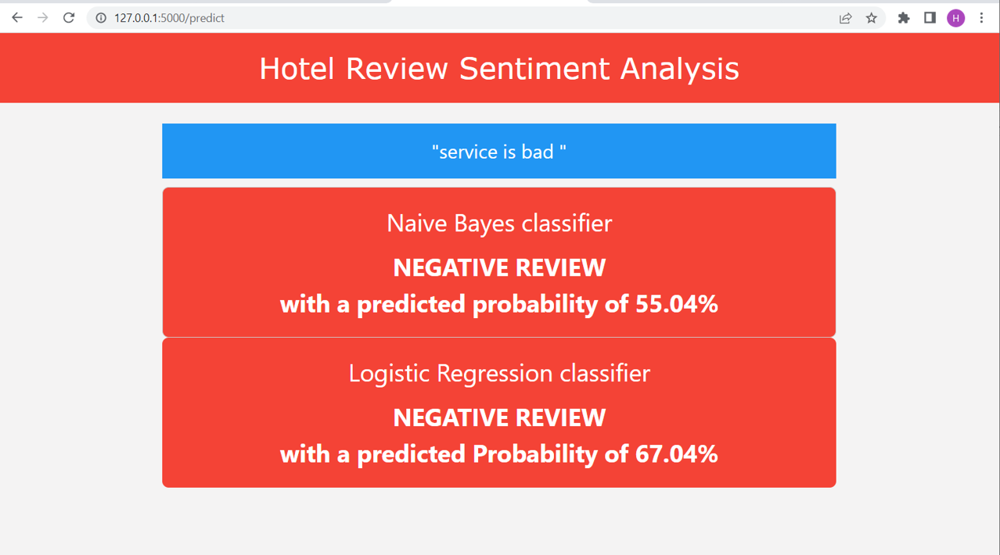 127.0.0.1:5000/predict
H
Hotel Review Sentiment Analysis
"service is bad "
Naive Bayes classifier
NEGATIVE REVIEW
with a predicted probability of 55.04%
Logistic Regression classifier
NEGATIVE REVIEW
with a predicted Probability of 67.04%